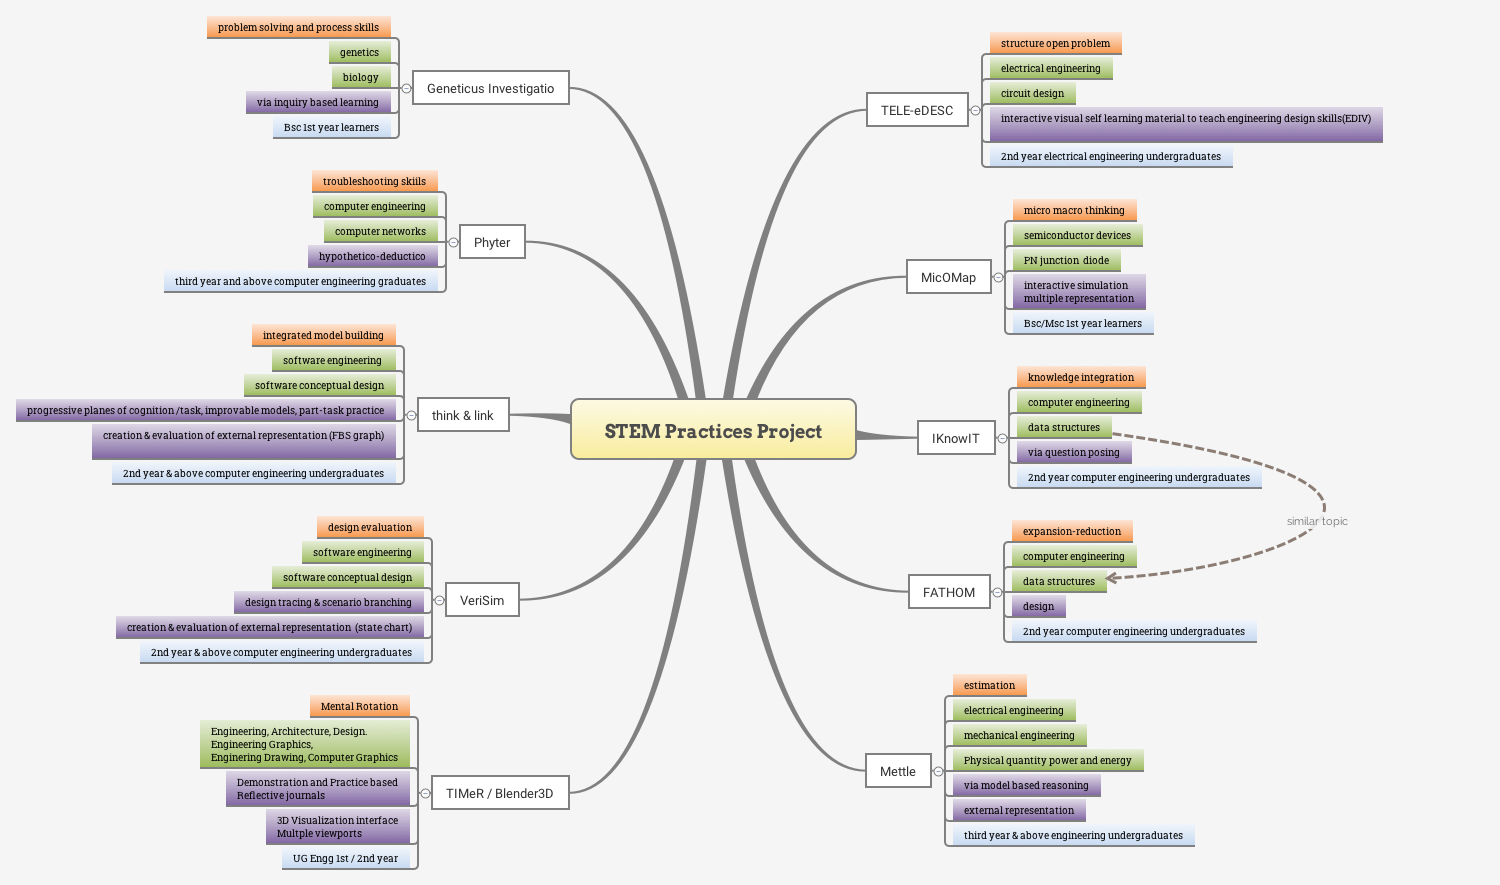 STEM Practices Project
problem solving and process skills
genetics
biology
via inquiry based learning
Bsc 1st year learners
Geneticus Investigatio
troubleshooting skiils
computer engineering
computer networks
hypothetico-deductico
third year and above computer engineering graduates
Phyter
integrated model building
software engineering
software conceptual design
progressive planes of cognition /task, improvable models, part-task practice
creation & evaluation of external representation (FBS graph)
2nd year & above computer engineering undergraduates
think & link
design evaluation
software engineering
software conceptual design
design tracing & scenario branching
creation & evaluation of external representation (state chart)
2nd year & above computer engineering undergraduates
VeriSim
Mental Rotation
Engineering, Architecture, Design.
Engineering Graphics,
Enginering Drawing, Computer Graphics
Demonstration and Practice based
Reflective journals
3D Visualization interface
Multple viewports
UG Engg 1st / 2nd year
TIMeR / Blender3D
TELE-eDESC
structure open problem
electrical engineering
circuit design
interactive visual self learning material to teach engineering design skills(EDIV)
2nd year electrical engineering undergraduates
MicOMap
micro macro thinking
semiconductor devices
PN junction diode
interactive simulation
multiple representation
Bsc/Msc 1st year learners
IKnowIT
knowledge integration
computer engineering
data structures
via question posing
2nd year computer engineering undergraduates
similar topic
FATHOM
expansion-reduction
computer engineering
data structures
design
2nd year computer engineering undergraduates
Mettle
estimation
electrical engineering
mechanical engineering
Physical quantity power and energy
via model based reasoning
external representation
third year & above engineering undergraduates